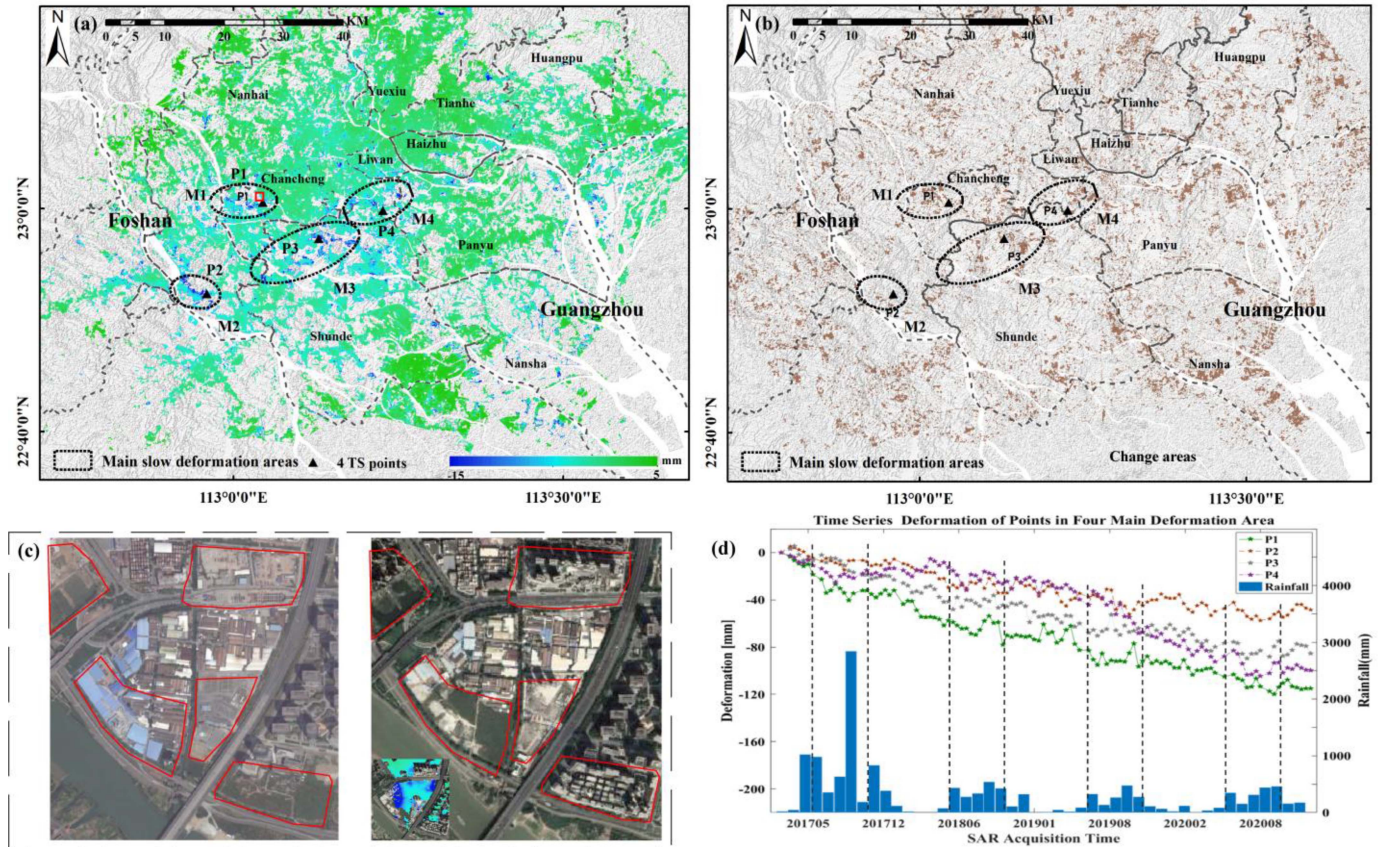 (a)
N
0 10 20 30 40 KM
Huangpu
Nanhai
Yuexiu
Tianhe
Haizhu
Liwan
P1
Chancheng
M1
P1
Foshan
M4
P4
P3
Panyu
P2
M3
Guangzhou
M2
Shunde
Nansha
23°0'0"N
22°40'0"N
Main slow deformation areas
4 TS points
mm
-15
5
113°0'0"E
113°30'0"E
(b)
N
0 10 20 30 40 KM
Huangpu
Nanhai
Yuexiu
Tianhe
Haizhu
Liwan
Chancheng
M1
P1
Foshan
P4
M4
P3
Panyu
M3
P2
Guangzhou
M2
Shunde
Nansha
23°0'0"N
22°40'0"N
Main slow deformation areas
Change areas
113°0'0"E
113°30'0"E
(c)
(d)
Time Series Deformation of Points in Four Main Deformation Area
P1
P2
P3
P4
Rainfall
Deformation [mm]
0
-40
-80
-120
-160
-200
Rainfall(mm)
4000
3000
2000
1000
0
201705 201712 201806 201901 201908 202002 202008
SAR Acquisition Time